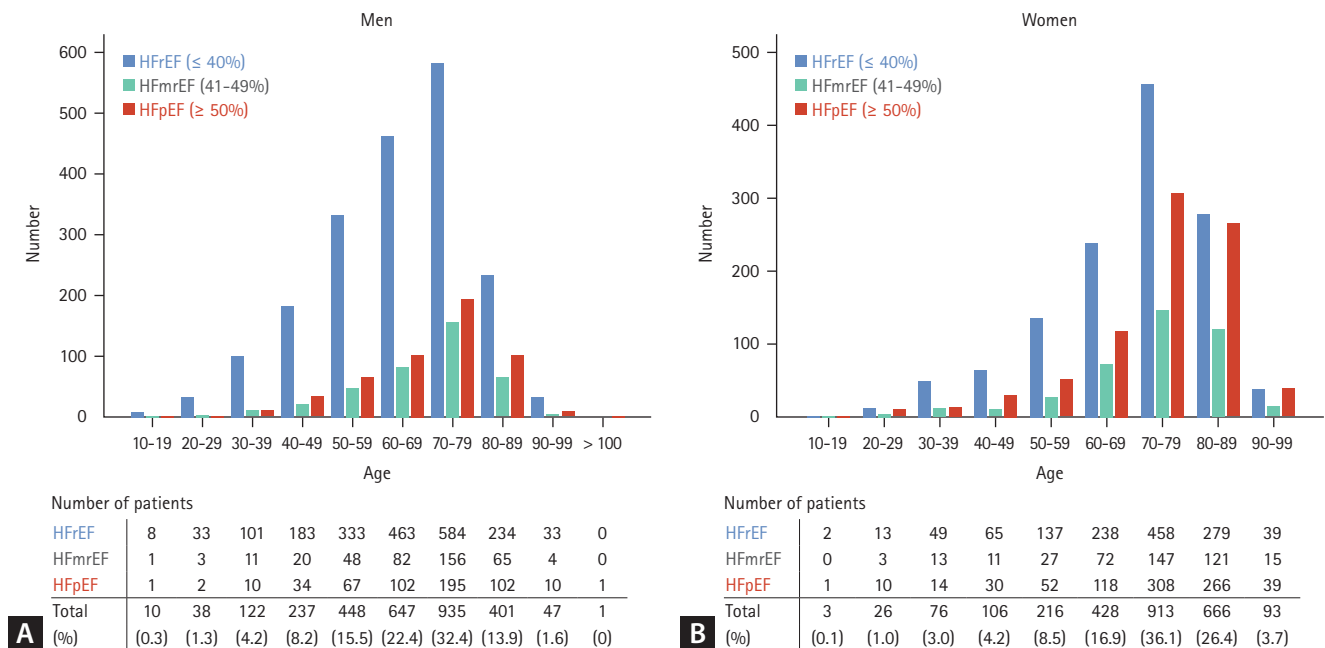 Men
HFrEF (≤ 40%)
HFmrEF (41-49%)
HFpEF (≥ 50%)
Number
600
500
400
300
200
100
0
10-19 20-29 30-39 40-49 50-59 60-69 70-79 80-89 90-99 > 100
Age
Number of patients
HFrEF 8 33 101 183 333 463 584 234 33 0
HFmrEF 1 3 11 20 48 82 156 65 4 0
HFpEF 1 2 10 34 67 102 195 102 10 1
Total 10 38 122 237 448 647 935 401 47 1
(%) (0.3) (1.3) (4.2) (8.2) (15.5) (22.4) (32.4) (13.9) (1.6) (0)
A
Women
HFrEF (≤ 40%)
HFmrEF (41-49%)
HFpEF (≥ 50%)
Number
500
400
300
200
100
0
10-19 20-29 30-39 40-49 50-59 60-69 70-79 80-89 90-99
Age
Number of patients
HFrEF 2 13 49 65 137 238 458 279 39
HFmrEF 0 3 13 11 27 72 147 121 15
HFpEF 1 10 14 30 52 118 308 266 39
Total 3 26 76 106 216 428 913 666 93
(%) (0.1) (1.0) (3.0) (4.2) (8.5) (16.9) (36.1) (26.4) (3.7)
B